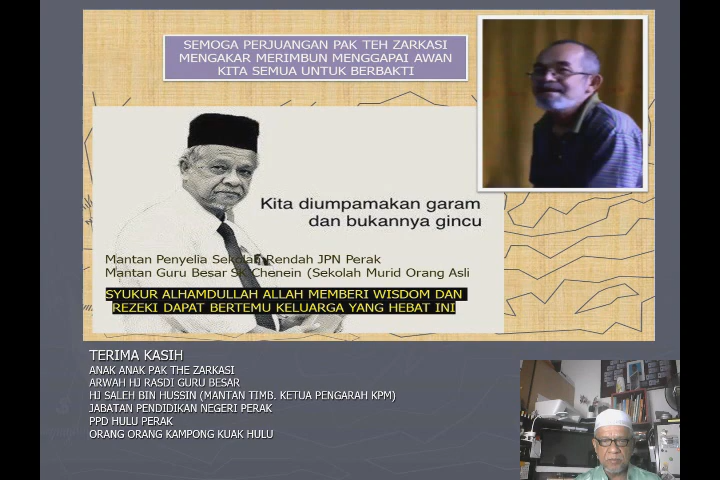 SEMOGA PERJUANGAN PAK TEH ZARKASI
MENGAKAR MERIMBUN MENGGAPAI AWAN
KITA SEMUA UNTUK BERBAKTI
Kita diumpamakan garam
dan bukannya gincu
Mantan Penyelia Sekolah Rendah JPN Perak
Mantan Guru Besar SK Chenein (Sekolah Murid Orang Asli
SYUKUR ALHAMDULLAH ALLAH MEMBERI WISDOM DAN
REZEKI DAPAT BERTEMU KELUARGA YANG HEBAT INI
TERIMA KASIH
ANAK ANAK PAK THE ZARKASI
ARWAH HJ RASDI GURU BESAR
HJ SALEH BIN HUSSIN (MANTAN TIMB. KETUA PENGARAH KPM)
JABATAN PENDIDIKAN NEGERI PERAK
PPD HULU PERAK
ORANG ORANG KAMPONG KUAK HULU